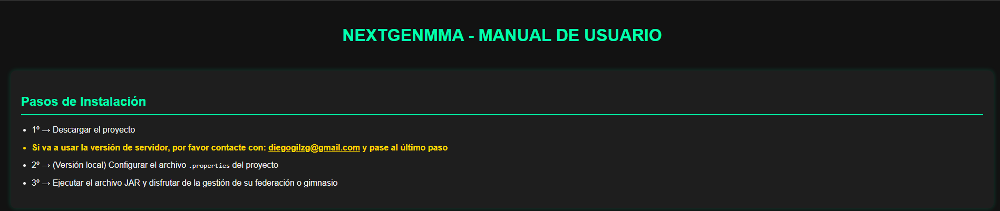 NEXTGENMMA - MANUAL DE USUARIO
Pasos de Instalación
• 1º → Descargar el proyecto
• Si va a usar la versión de servidor, por favor contacte con: diegogilzg@gmail.com y pase al último paso
• 2º → (Versión local) Configurar el archivo .properties del proyecto
• 3º → Ejecutar el archivo JAR y disfrutar de la gestión de su federación o gimnasio